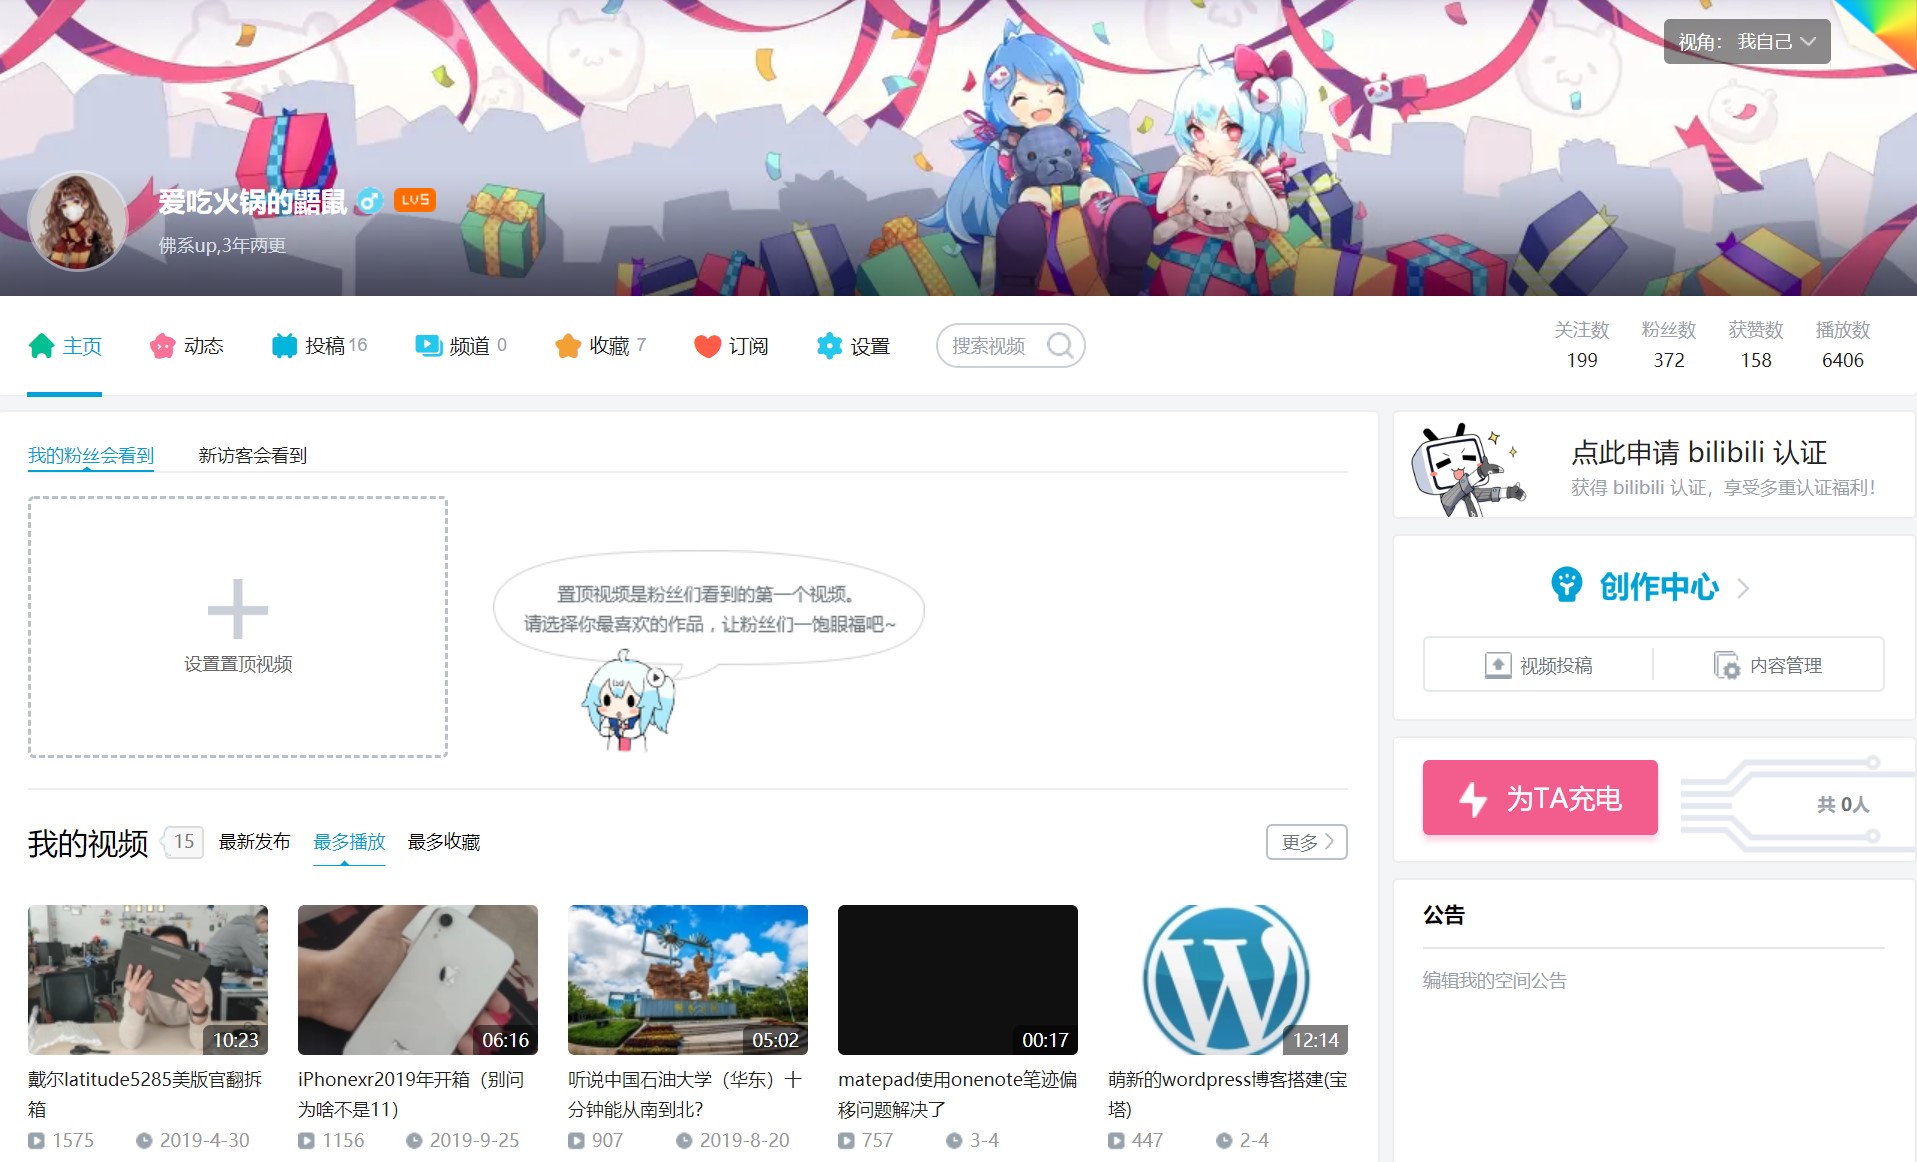 视角： 我自己
爱吃火锅的鼯鼠 LV5
佛系up,3年两更
主页 动态 投稿 16 频道 0 收藏 7 订阅 设置 搜索视频
关注数 粉丝数 获赞数 播放数
199 372 158 6406
我的粉丝会看到 新访客会看到
设置置顶视频
置顶视频是粉丝们看到的第一个视频。
请选择你最喜欢的作品，让粉丝们一饱眼福吧~
点此申请 bilibili 认证
获得 bilibili 认证，享受多重认证福利！
创作中心
视频投稿 内容管理
为TA充电 共 0人
公告
编辑我的空间公告
我的视频 15 最新发布 最多播放 最多收藏 更多
10:23 06:16 05:02 00:17 12:14
戴尔latitude5285美版官翻拆
箱
1575 2019-4-30
iPhonexr2019年开箱（别问
为啥不是11）
1156 2019-9-25
听说中国石油大学（华东）十
分钟能从南到北？
907 2019-8-20
matepad使用onenote笔迹偏
移问题解决了
757 3-4
萌新的wordpress博客搭建(宝
塔)
447 2-4